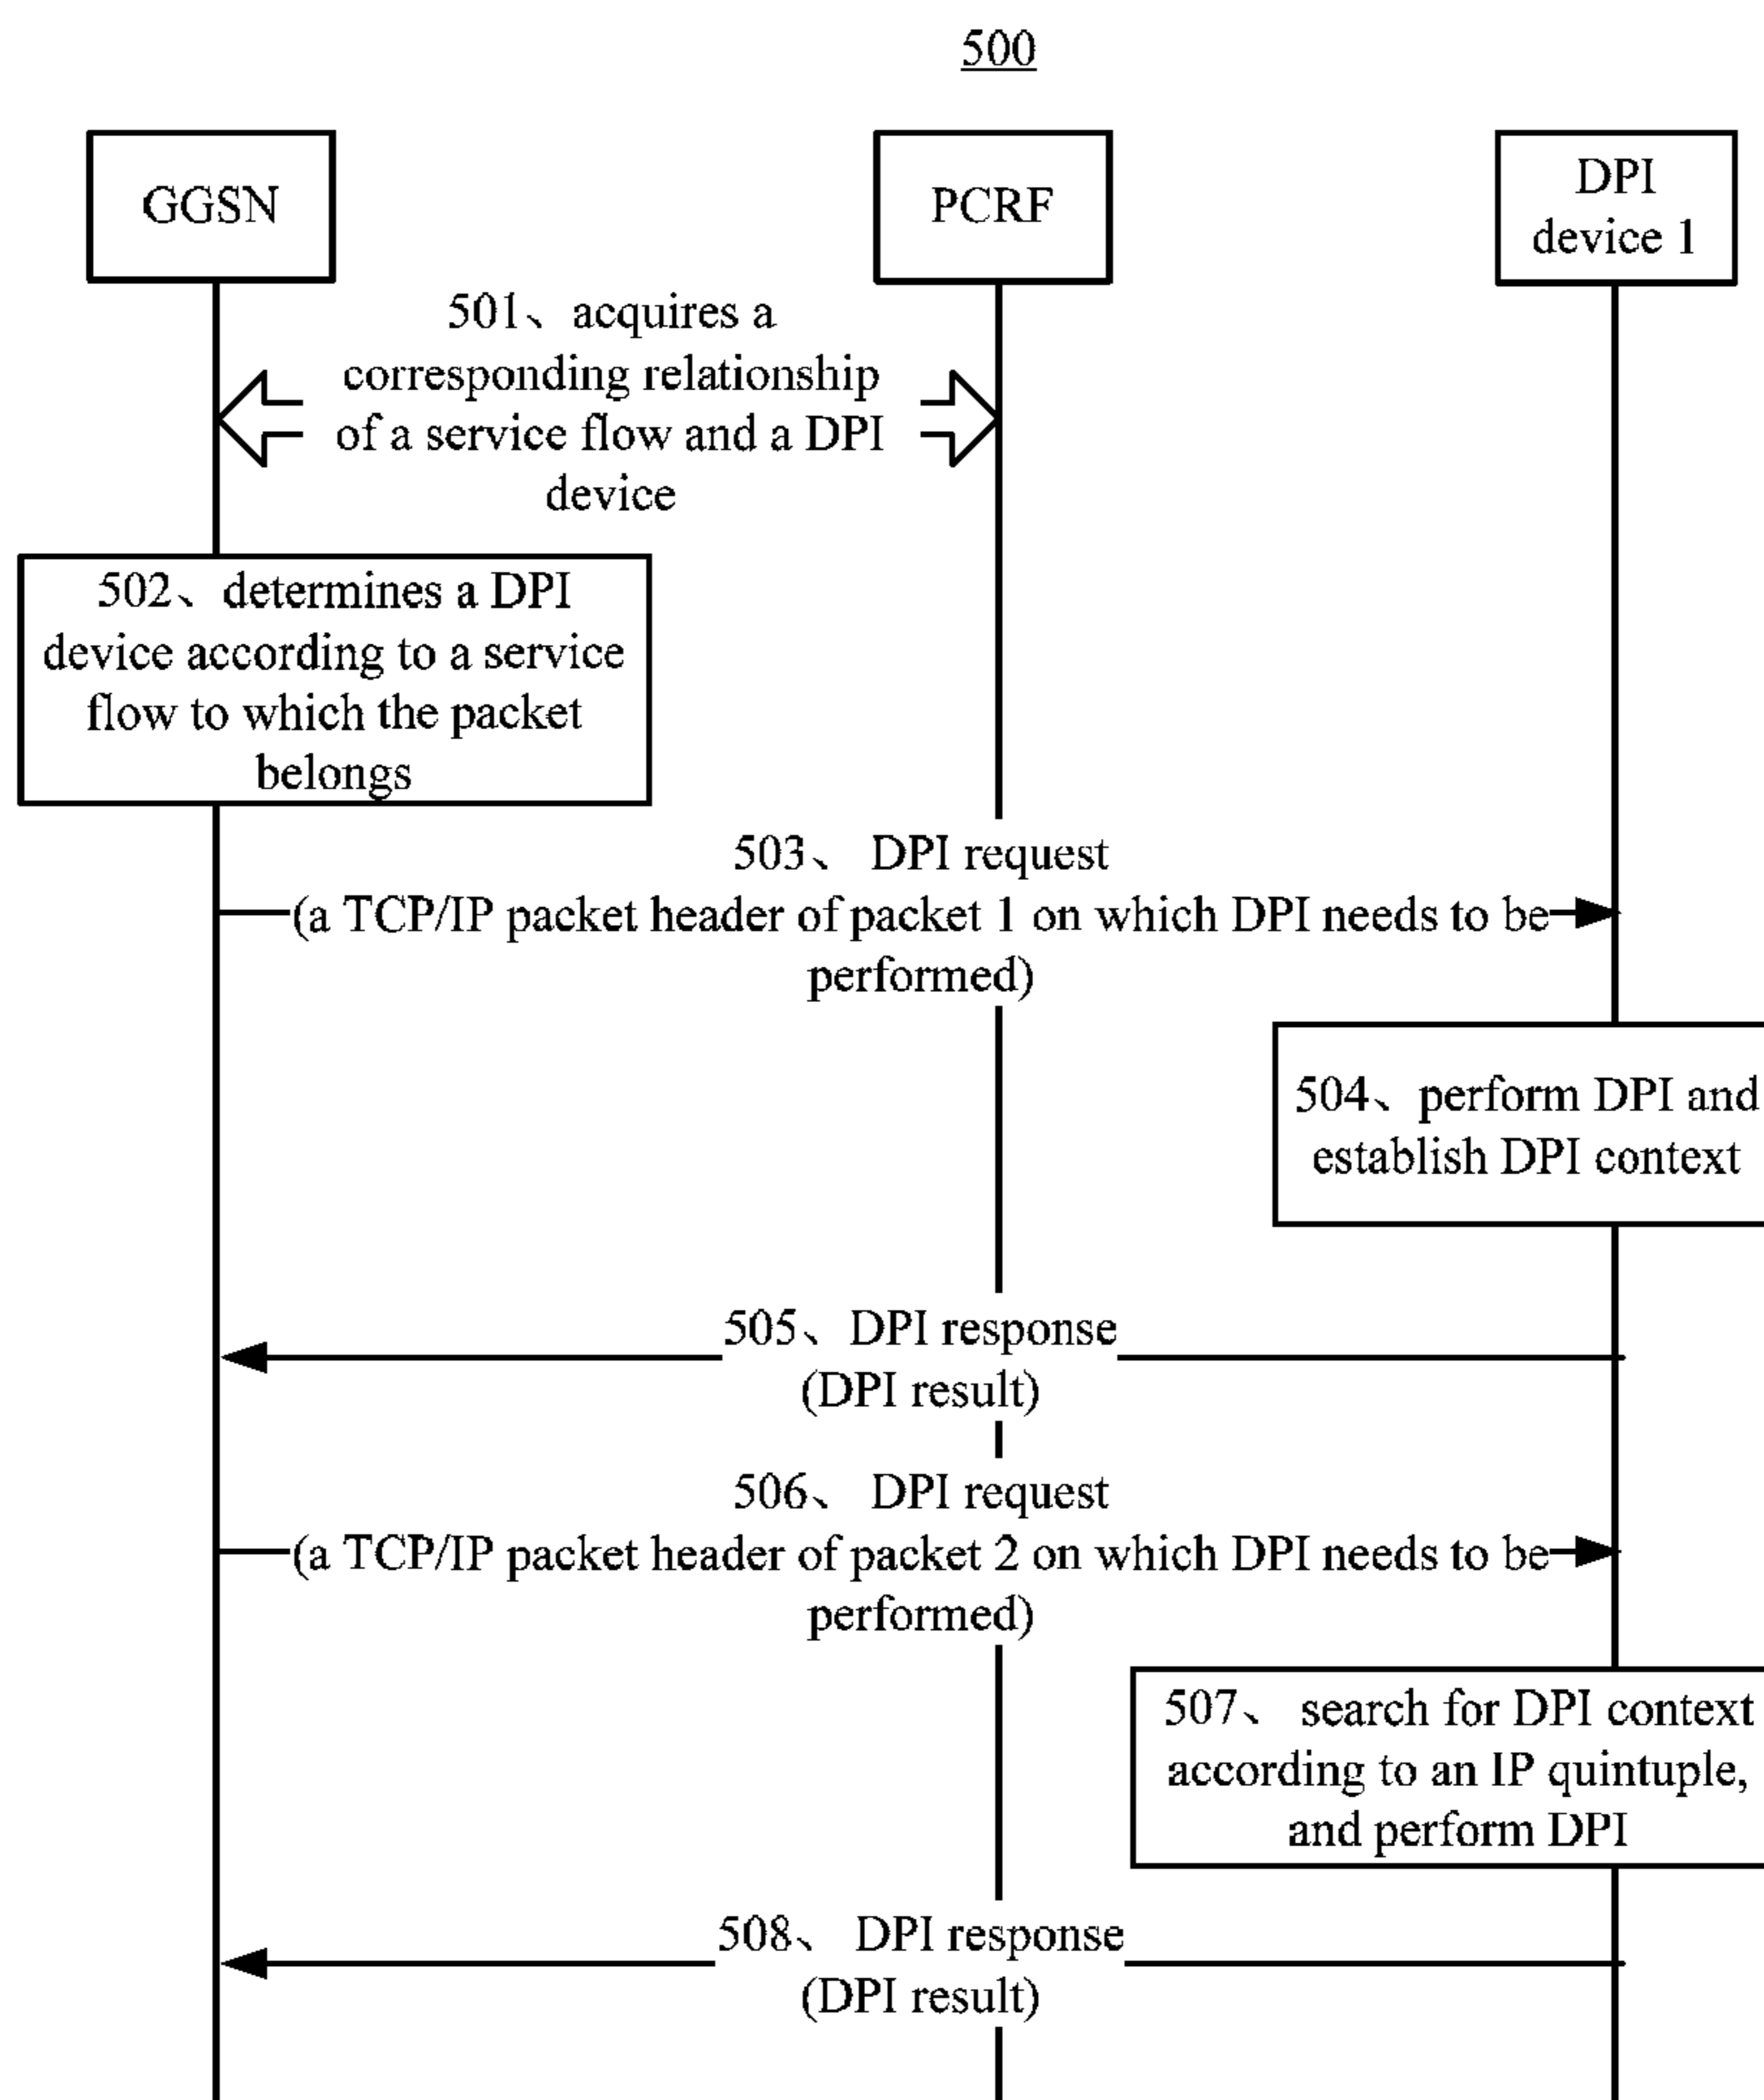 500
GGSN
PCRF
DPI
device 1
501、acquires a
corresponding relationship
of a service flow and a DPI
device
502、determines a DPI
device according to a service
flow to which the packet
belongs
503、 DPI request
(a TCP/IP packet header of packet 1 on which DPI needs to be
performed)
504、perform DPI and
establish DPI context
505、DPI response
(DPI result)
506、 DPI request
(a TCP/IP packet header of packet 2 on which DPI needs to be
performed)
507、 search for DPI context
according to an IP quintuple,
and perform DPI
508、 DPI response
(DPI result)